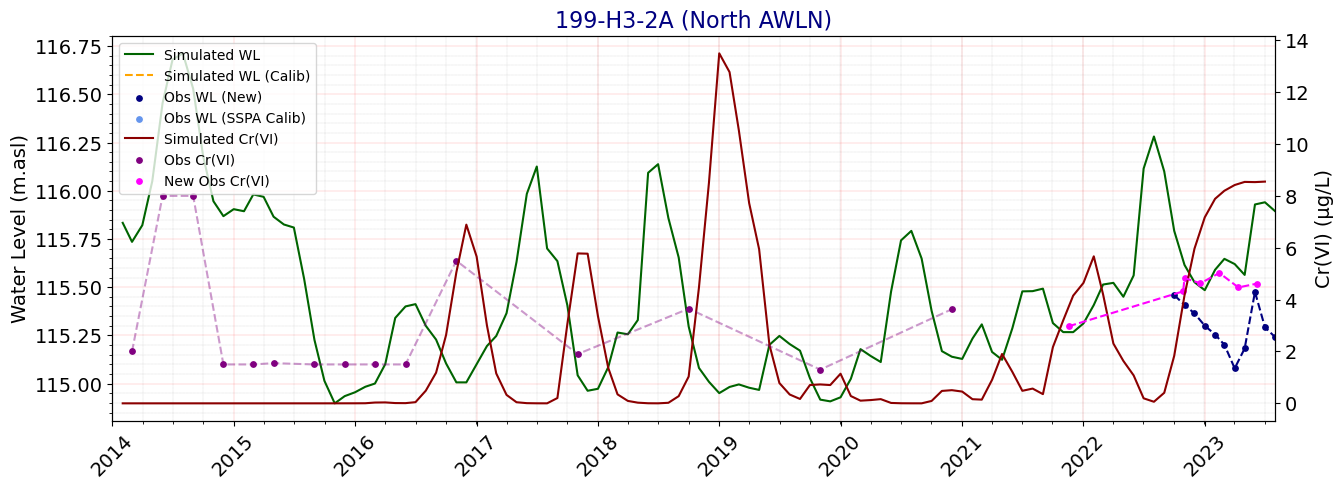 199-H3-2A (North AWLN)
Simulated WL
Simulated WL (Calib)
Obs WL (New)
Obs WL (SSPA Calib)
Simulated Cr(VI)
Obs Cr(VI)
New Obs Cr(VI)
Water Level (m.asl)
116.75
116.50
116.25
116.00
115.75
115.50
115.25
115.00
14
12
10
8
6
4
2
0
Cr(VI) (μg/L)
2014
2015
2016
2017
2018
2019
2020
2021
2022
2023